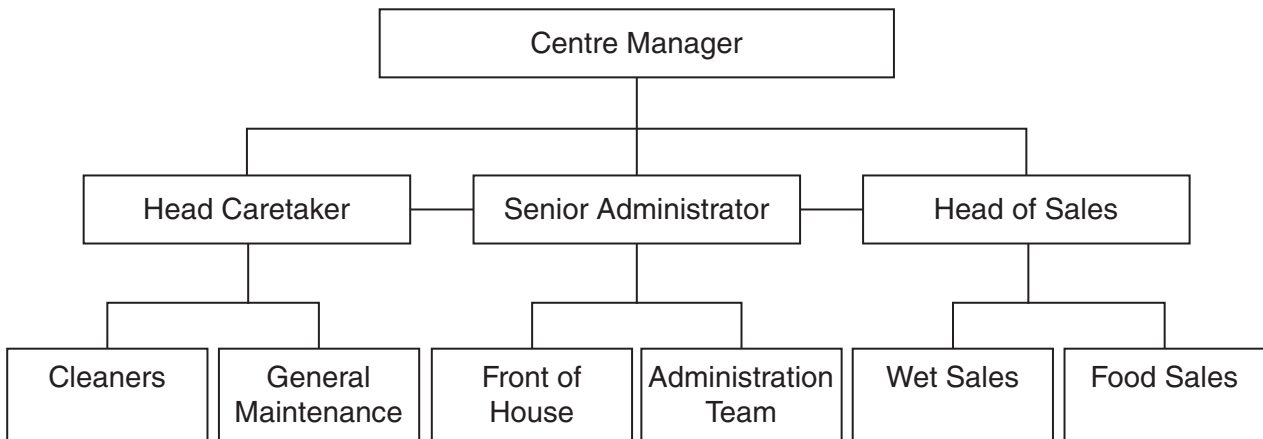 Centre Manager
Head Caretaker
Senior Administrator
Head of Sales
Cleaners
General
Maintenance
Front of
House
Administration
Team
Wet Sales
Food Sales